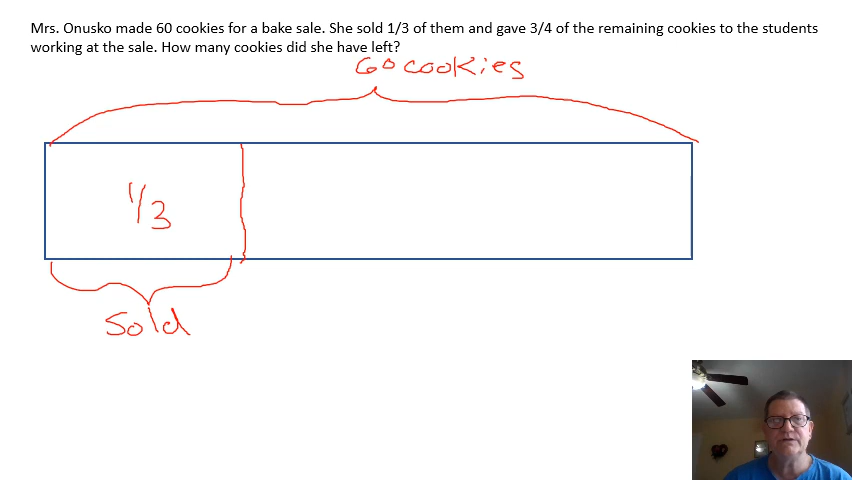 Mrs. Onusko made 60 cookies for a bake sale. She sold 1/3 of them and gave 3/4 of the remaining cookies to the students
working at the sale. How many cookies did she have left?
60 cookies
1/3
Sold